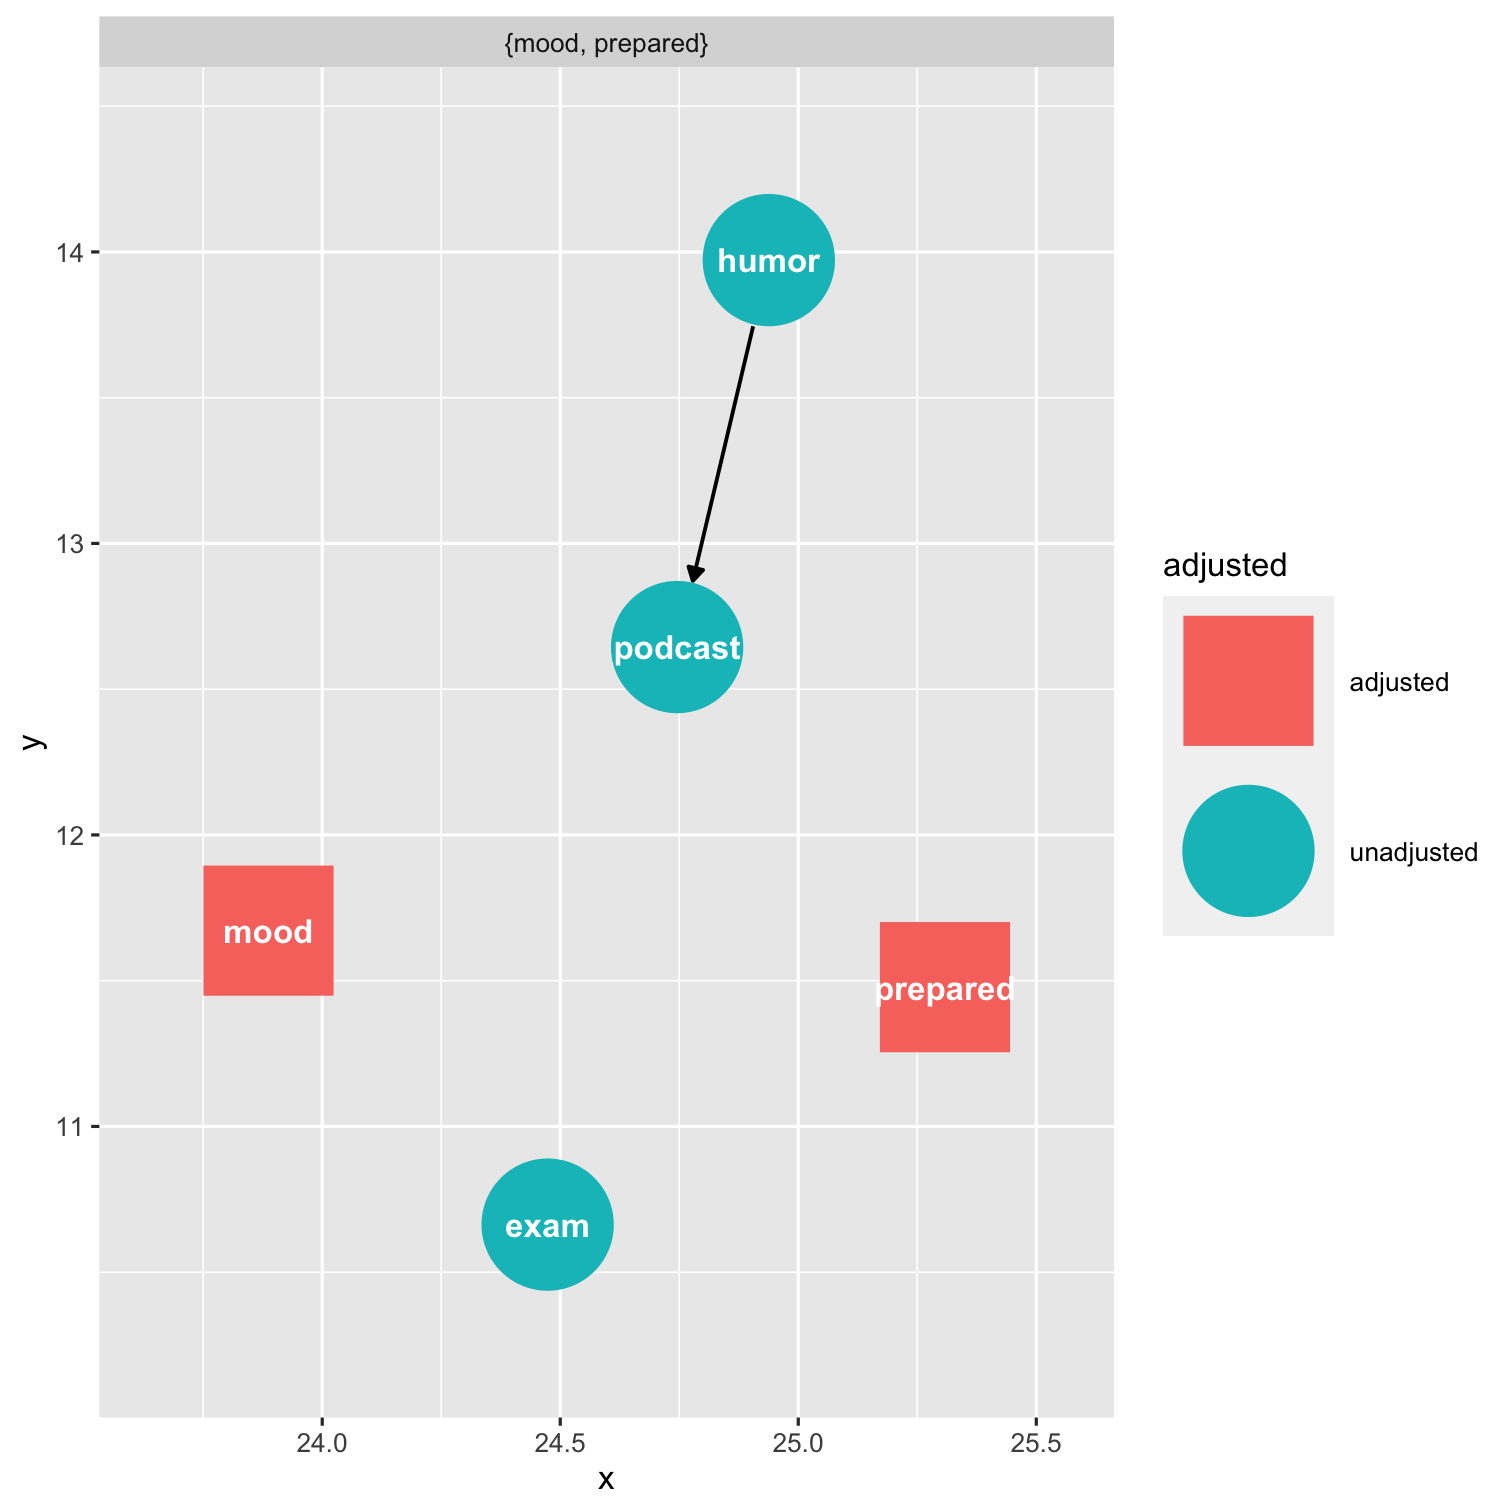 {mood, prepared}
humor
podcast
mood
prepared
exam
14
13
12
11
y
24.0
24.5
25.0
25.5
x
adjusted
adjusted
unadjusted